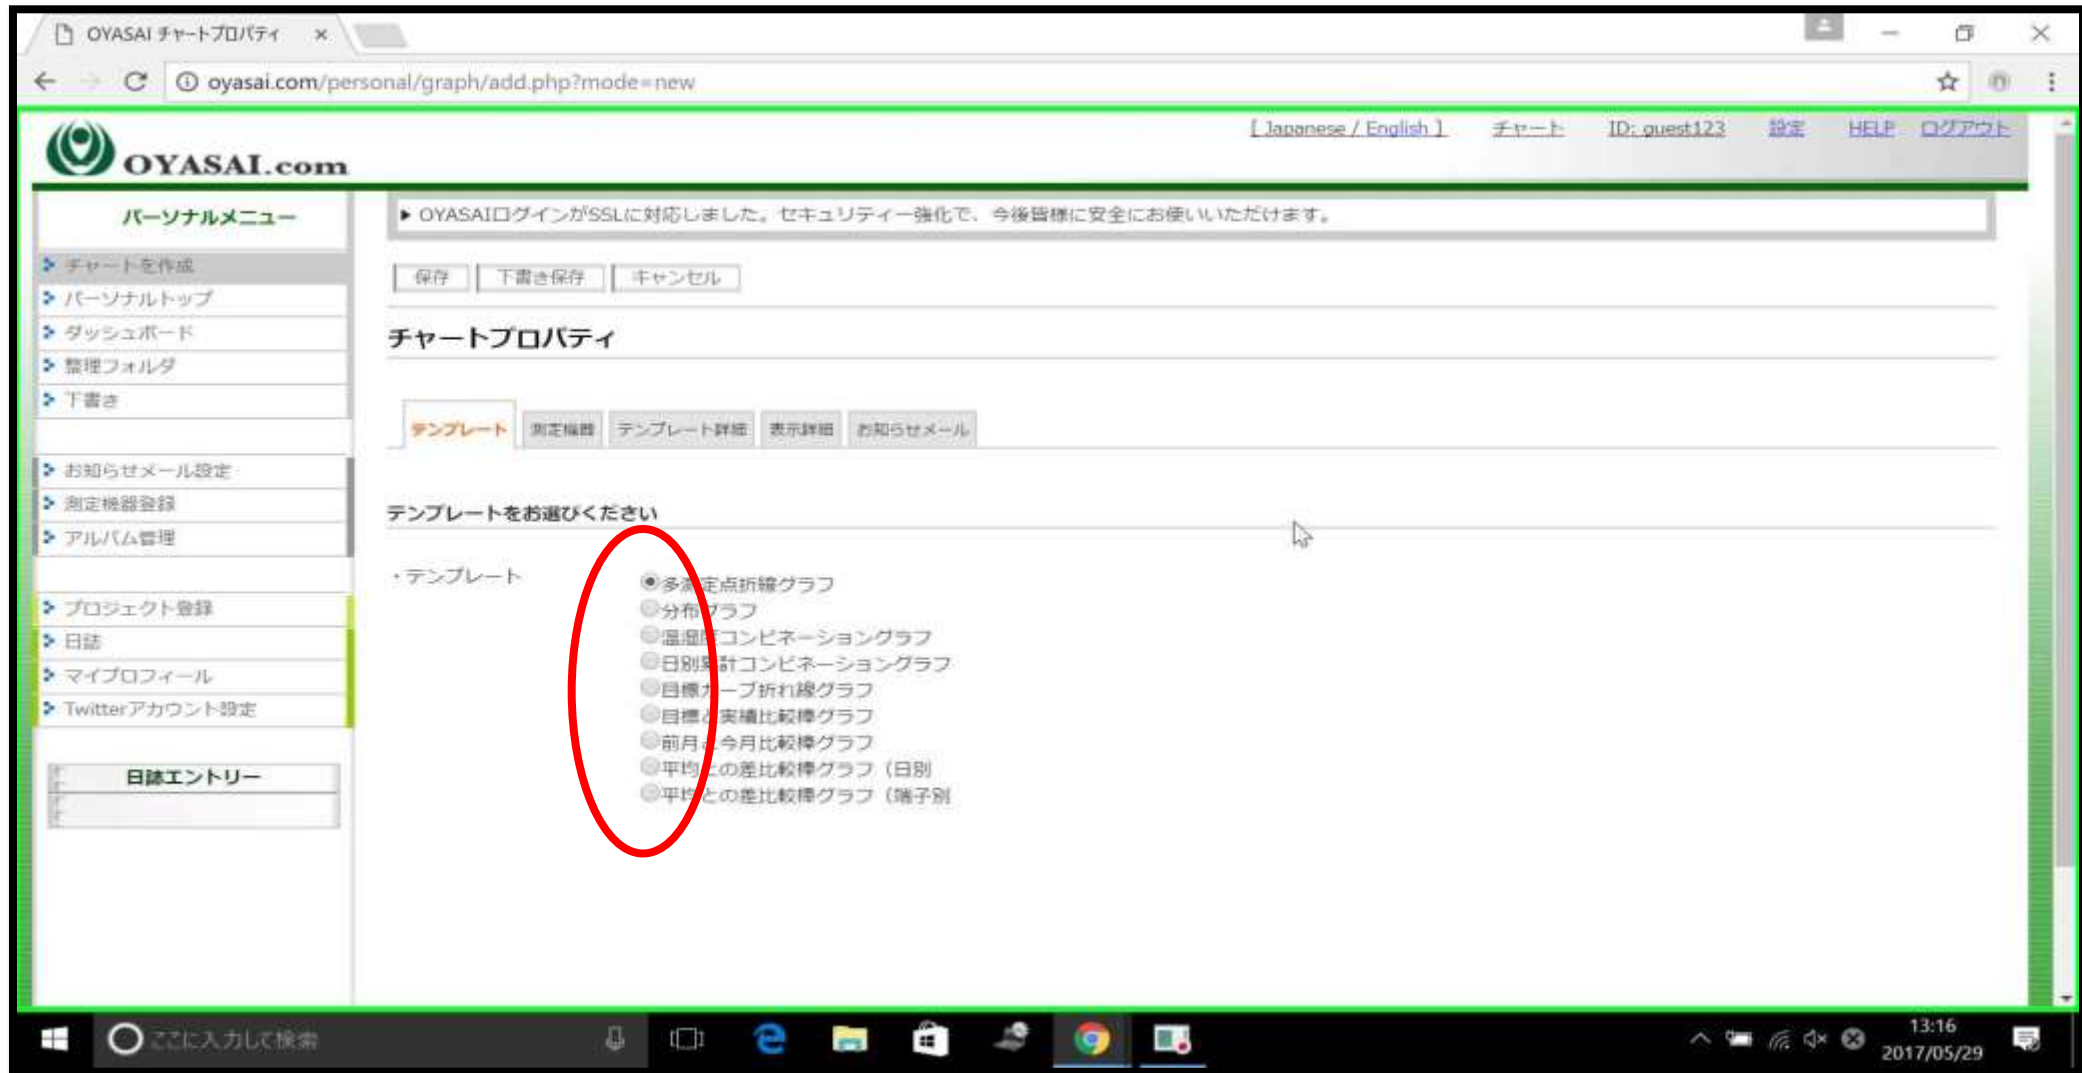 OYASAI チャートプロパティ
oyasai.com/personal/graph/add.php?mode=new
[ Japanese / English ] チャート ID: guest123 設定 HELP ログアウト
OYASAI.com
パーソナルメニュー
チャートを作成
パーソナルトップ
ダッシュボード
整理フォルダ
下書き
お知らせメール設定
測定機器登録
アルバム管理
プロジェクト登録
日誌
マイプロフィール
Twitterアカウント設定
日誌エントリー
▶ OYASAIログインがSSLに対応しました。セキュリティー強化で、今後皆様に安全にお使いいただけます。
保存 下書き保存 キャンセル
チャートプロパティ
テンプレート 測定機器 テンプレート詳細 表示詳細 お知らせメール
テンプレートをお選びください
・テンプレート
多測定点折線グラフ
分布グラフ
温湿度コンビネーショングラフ
日別累計コンビネーショングラフ
目標カーブ折れ線グラフ
目標と実績比較棒グラフ
前月と今月比較棒グラフ
平均との差比較棒グラフ（日別
平均との差比較棒グラフ（端子別
ここに入力して検索
13:16
2017/05/29